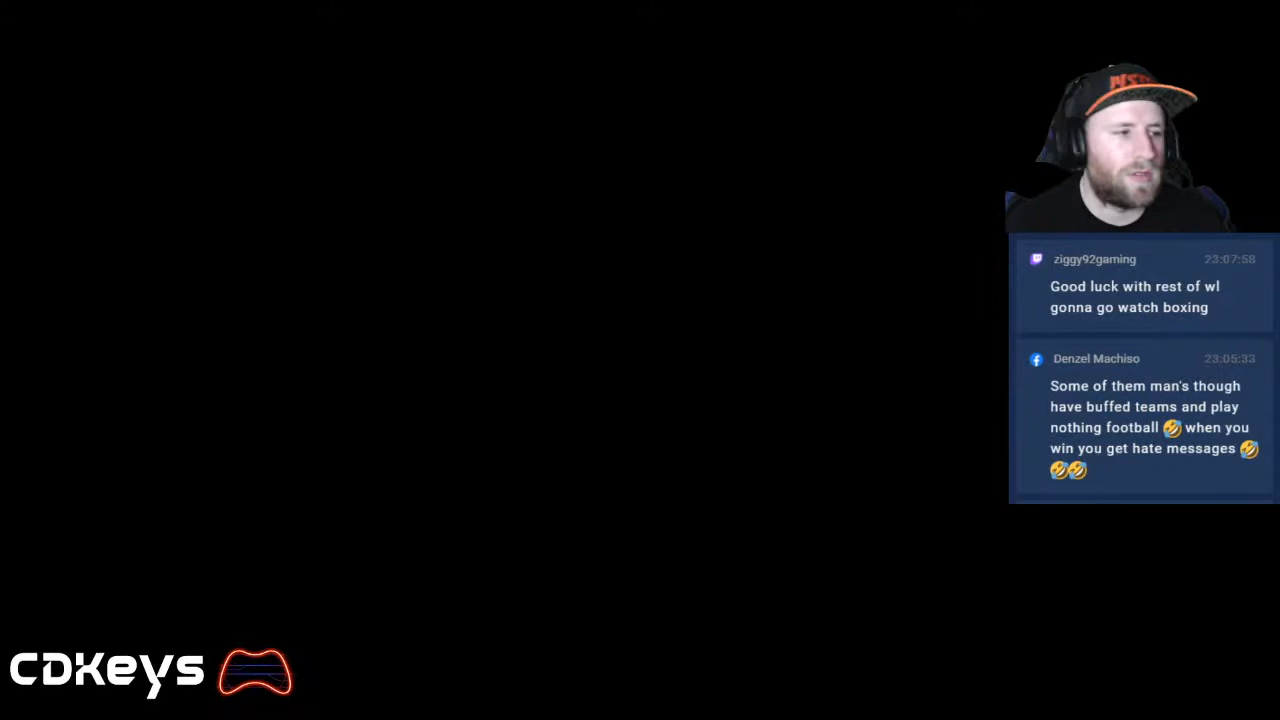 ziggy92gaming 23:07:58
Good luck with rest of wl
gonna go watch boxing
Denzel Machiso 23:05:33
Some of them man's though
have buffed teams and play
nothing football 🤣 when you
win you get hate messages 🤣
🤣🤣
CDKeys